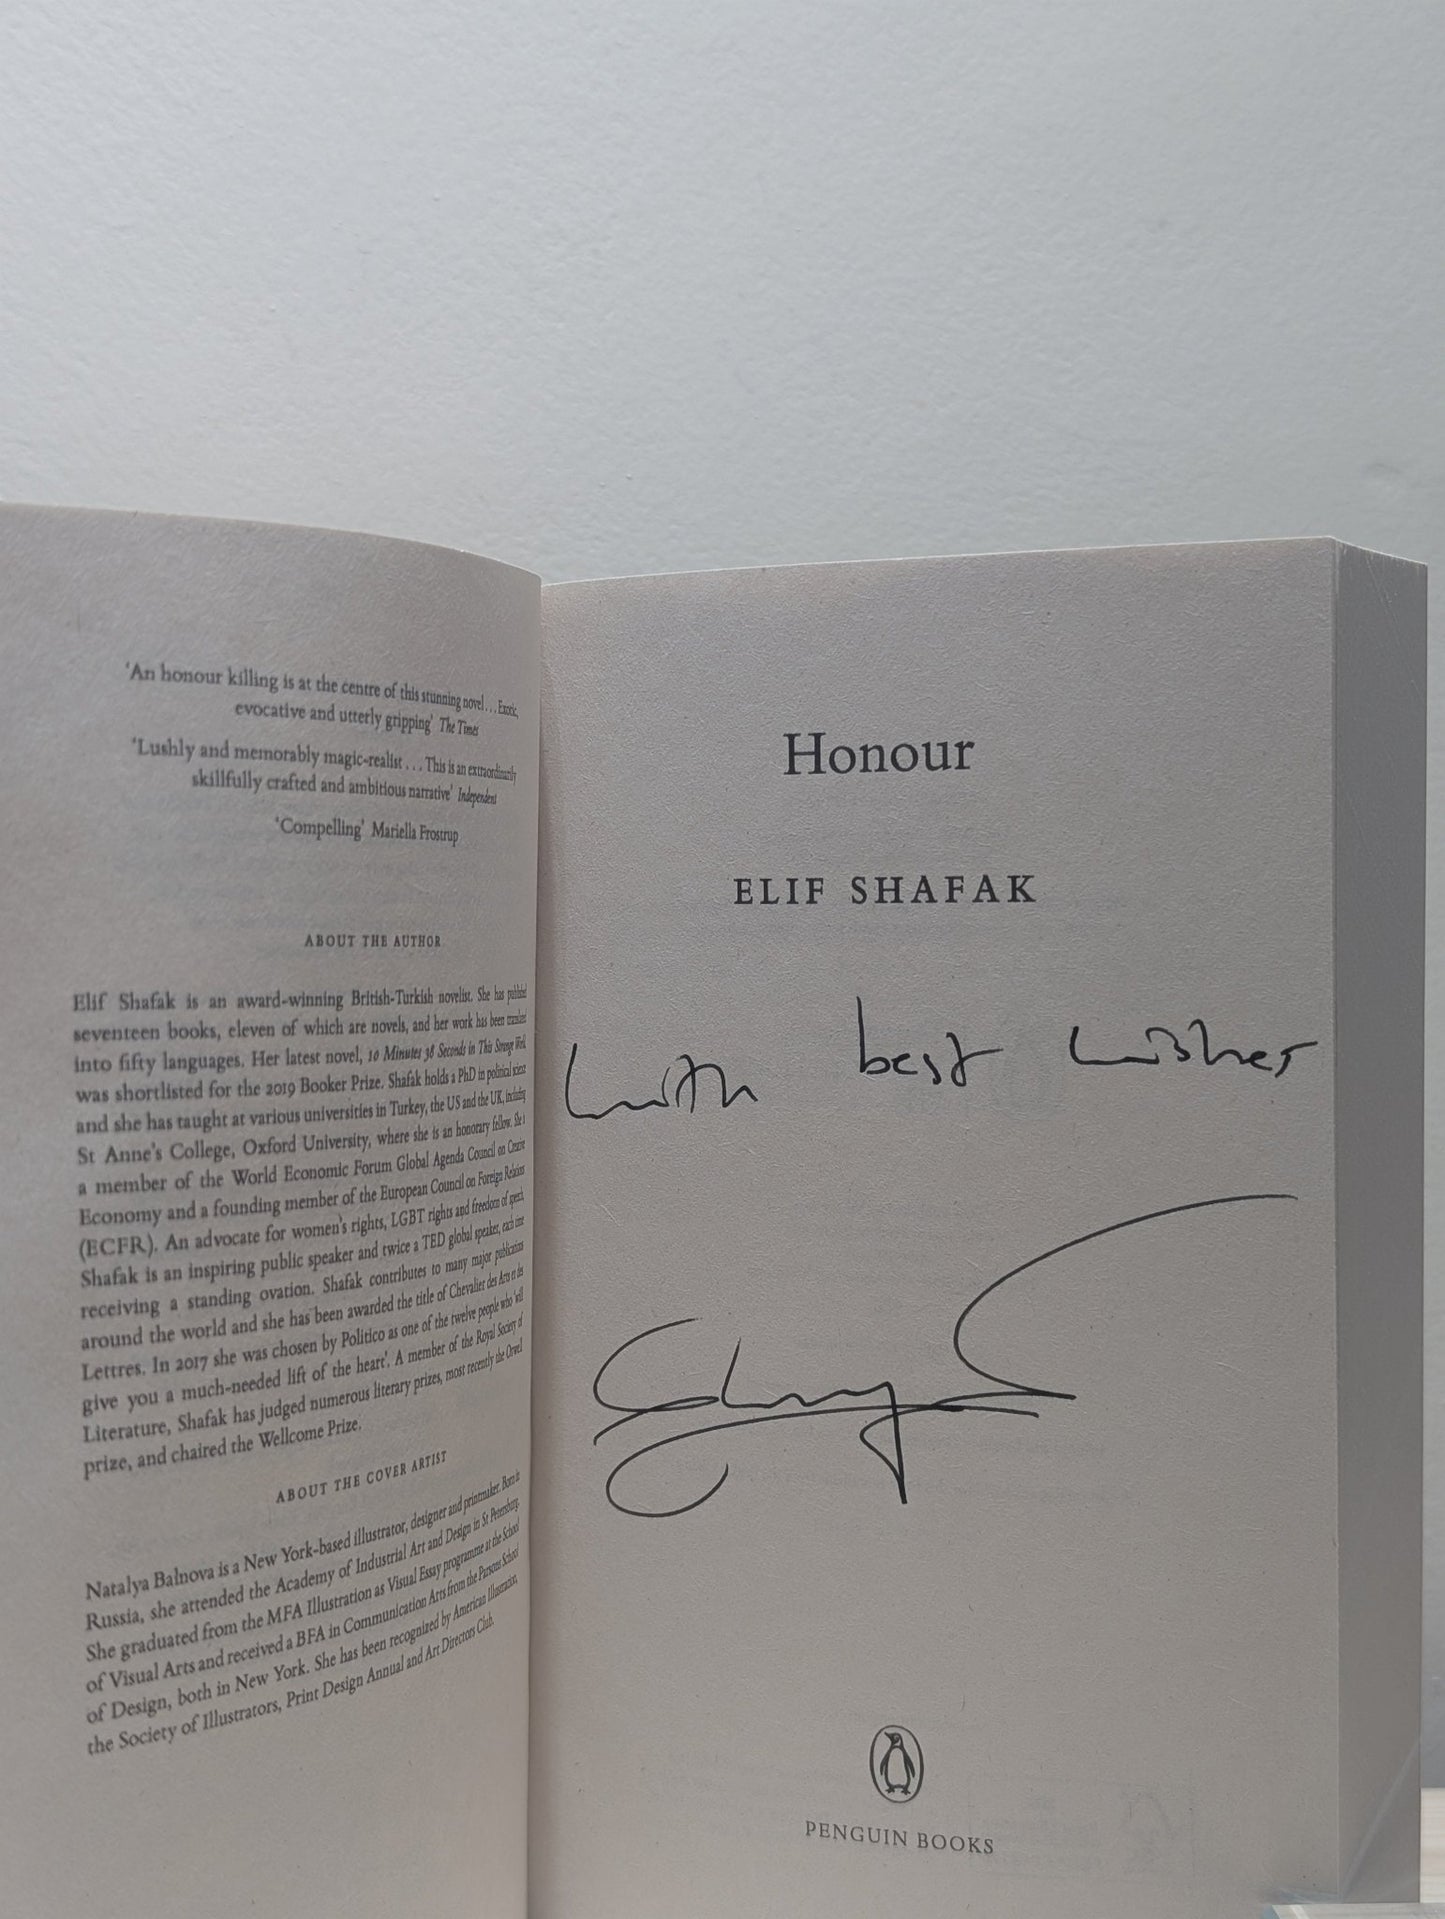 'An honour killing is at the centre of this stunning novel . . . Exotic,
evocative and utterly gripping' The Times
'Lushly and memorably magic-realist . . . This is an extraordinarily
skillfully crafted and ambitious narrative' Independent
'Compelling' Mariella Frostrup
ABOUT THE AUTHOR
Elif Shafak is an award-winning British-Turkish novelist. She has published
seventeen books, eleven of which are novels, and her work has been translated
into fifty languages. Her latest novel, 10 Minutes 38 Seconds in This Strange World,
was shortlisted for the 2019 Booker Prize. Shafak holds a PhD in political science
and she has taught at various universities in Turkey, the US and the UK, including
St Anne's College, Oxford University, where she is an honorary fellow. She is
a member of the World Economic Forum Global Agenda Council on Creative
Economy and a founding member of the European Council on Foreign Relations
(ECFR). An advocate for women's rights, LGBT rights and freedom of speech,
Shafak is an inspiring public speaker and twice a TED global speaker, each time
receiving a standing ovation. Shafak contributes to many major publications
around the world and she has been awarded the title of Chevalier des Arts et des
Lettres. In 2017 she was chosen by Politico as one of the twelve people who 'will
give you a much-needed lift of the heart'. A member of the Royal Society of
Literature, Shafak has judged numerous literary prizes, most recently the Orwell
prize, and chaired the Wellcome Prize.
ABOUT THE COVER ARTIST
Natalya Balnova is a New York-based illustrator, designer and printmaker. Born in
Russia, she attended the Academy of Industrial Art and Design in St Petersburg.
She graduated from the MFA Illustration as Visual Essay programme at the School
of Visual Arts and received a BFA in Communication Arts from the Parsons School
of Design, both in New York. She has been recognized by American Illustration,
the Society of Illustrators, Print Design Annual and Art Directors Club.
Honour
ELIF SHAFAK
with best wishes
PENGUIN BOOKS